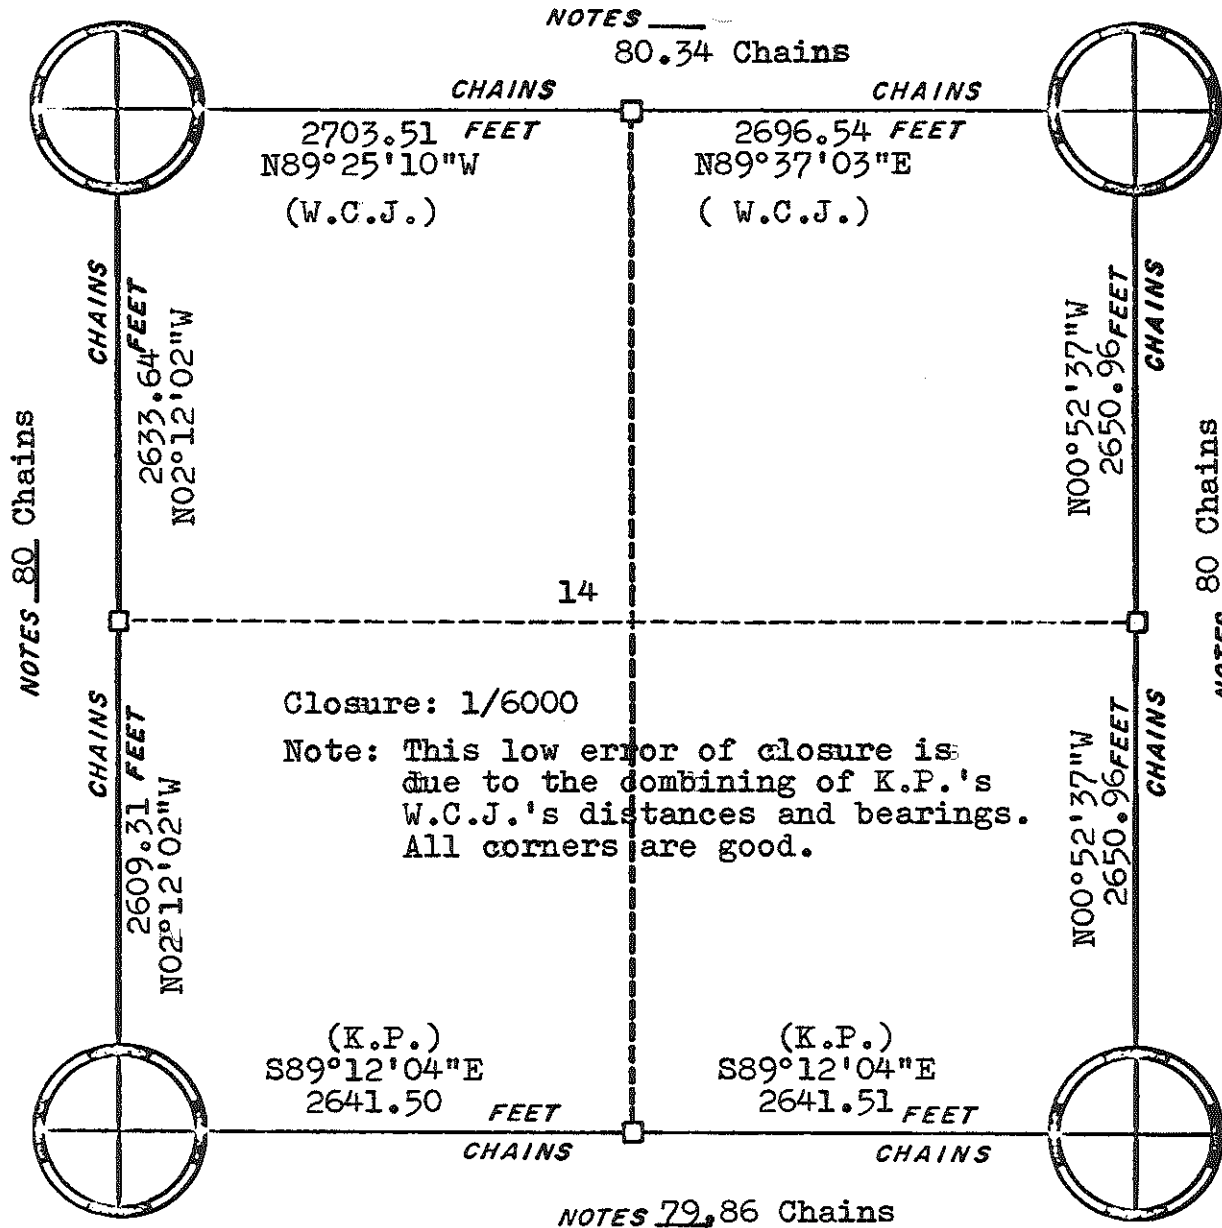 NOTES
80.34 Chains
CHAINS
CHAINS
2703.51 FEET
2696.54 FEET
N89°25'10"W
N89°37'03"E
(W.C.J.)
( W.C.J.)
CHAINS
FEET
2633.64
N02°12'02"W
N00°52'37"W
2650.96 FEET
CHAINS
NOTES 80 Chains
80 Chains
14
Closure: 1/6000
Note: This low error of closure is
due to the combining of K.P.'s
W.C.J.'s distances and bearings.
All corners are good.
CHAINS
2609.31 FEET
N02°12'02"W
N00°52'37"W
2650.96 FEET
CHAINS
(K.P.)
(K.P.)
S89°12'04"E
S89°12'04"E
2641.50 FEET
2641.51 FEET
CHAINS
CHAINS
NOTES 79.86 Chains